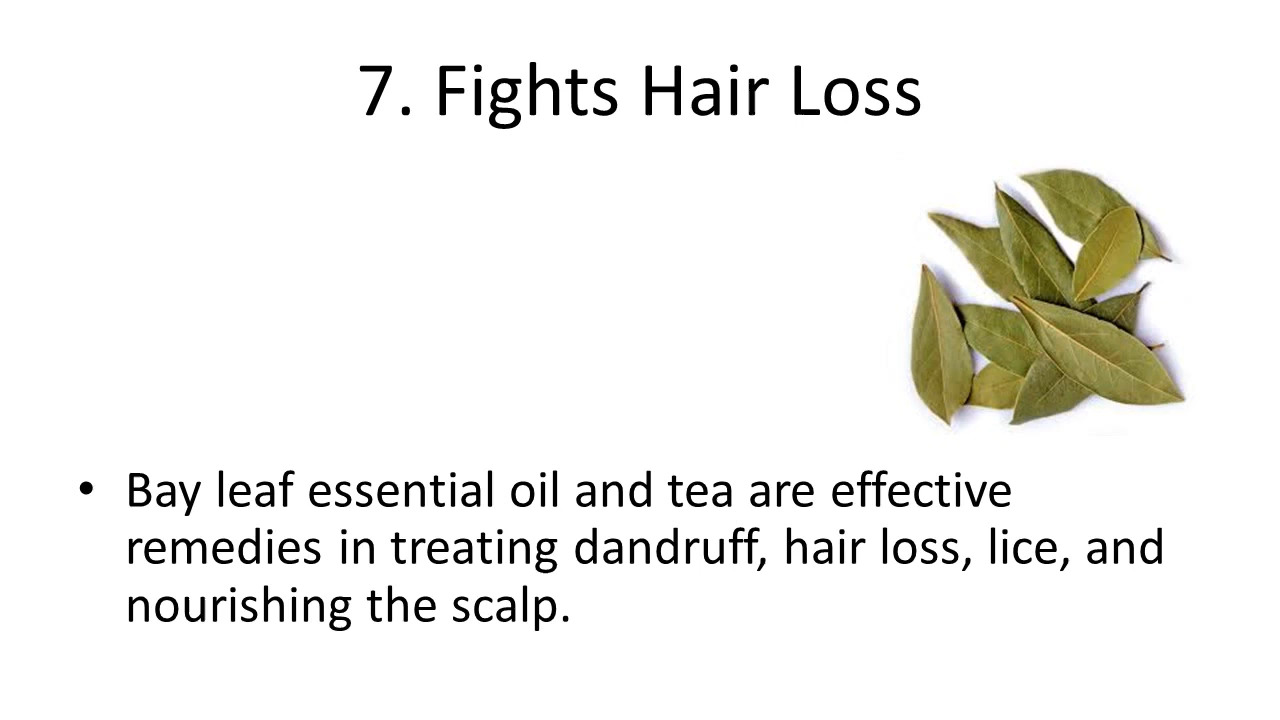 7. Fights Hair Loss
• Bay leaf essential oil and tea are effective
remedies in treating dandruff, hair loss, lice, and
nourishing the scalp.